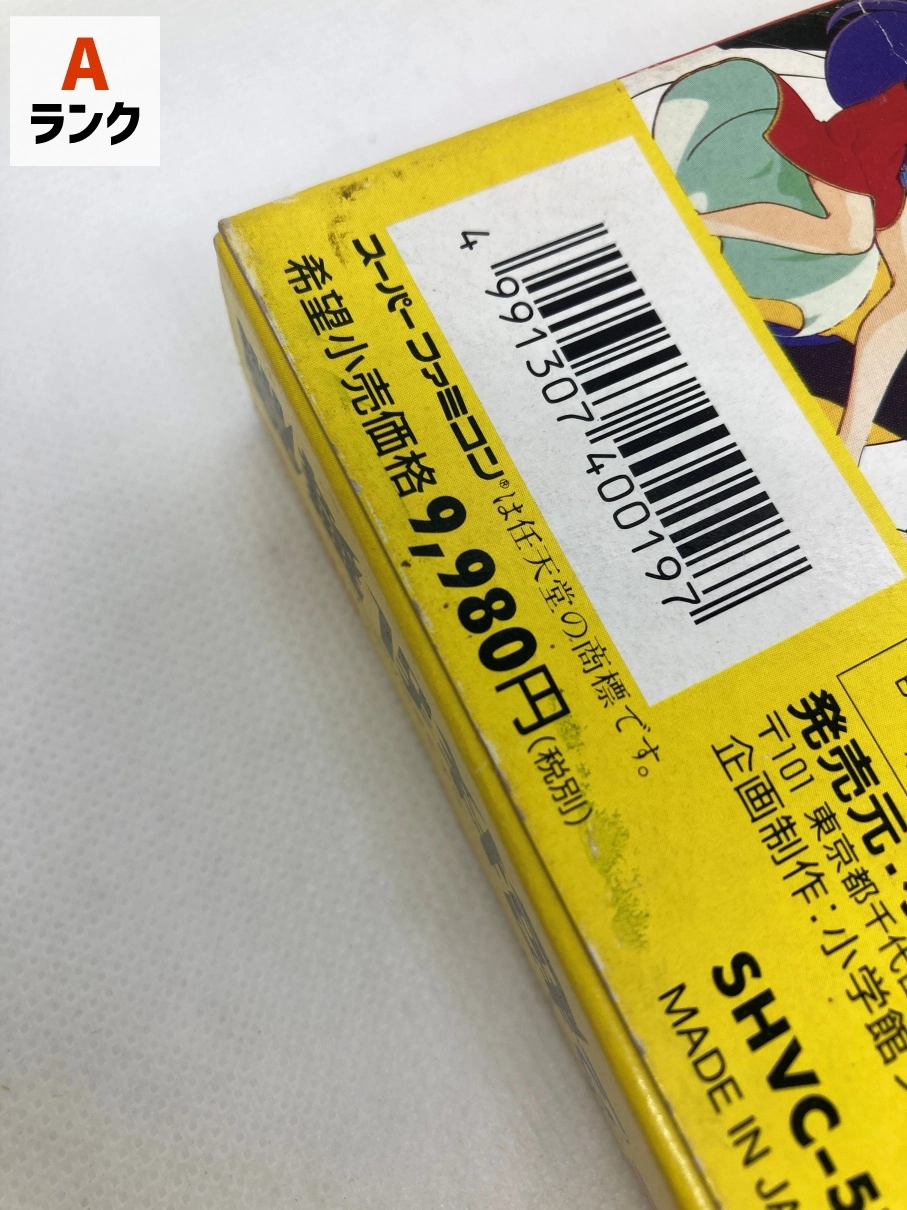 A
ランク
4 991307 400197
スーパーファミコン®は任天堂の商標です。
希望小売価格9,980円(税別)
発売元:
〒101 東京都千代
企画制作:小学館
SHVC-5
MADE IN JA